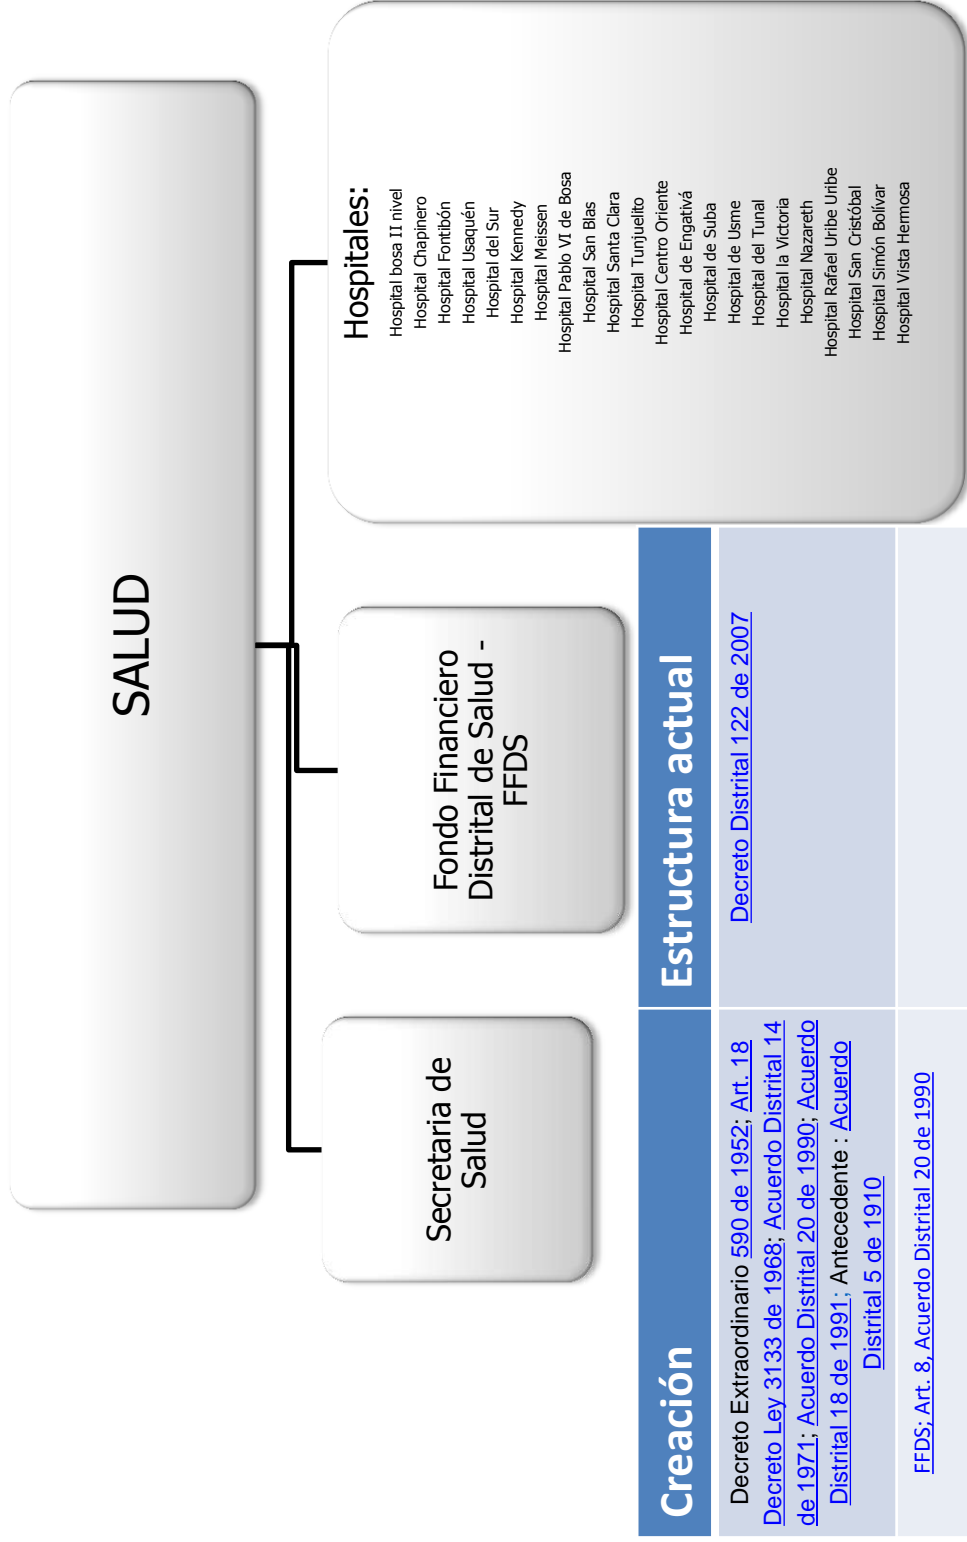 SALUD
Secretaria de
Salud
Fondo Financiero
Distrital de Salud -
FFDS
Hospitales:
Hospital bosa II nivel
Hospital Chapinero
Hospital Fontibón
Hospital Usaquén
Hospital del Sur
Hospital Kennedy
Hospital Meissen
Hospital Pablo VI de Bosa
Hospital San Blas
Hospital Santa Clara
Hospital Tunjuelito
Hospital Centro Oriente
Hospital de Engativá
Hospital de Suba
Hospital de Usme
Hospital del Tunal
Hospital la Victoria
Hospital Nazareth
Hospital Rafael Uribe Uribe
Hospital San Cristóbal
Hospital Simón Bolívar
Hospital Vista Hermosa
Creación
Estructura actual
Decreto Extraordinario 590 de 1952; Art. 18
Decreto Ley 3133 de 1968; Acuerdo Distrital 14
de 1971; Acuerdo Distrital 20 de 1990; Acuerdo
Distrital 18 de 1991; Antecedente : Acuerdo
Distrital 5 de 1910
Decreto Distrital 122 de 2007
FFDS; Art. 8, Acuerdo Distrital 20 de 1990